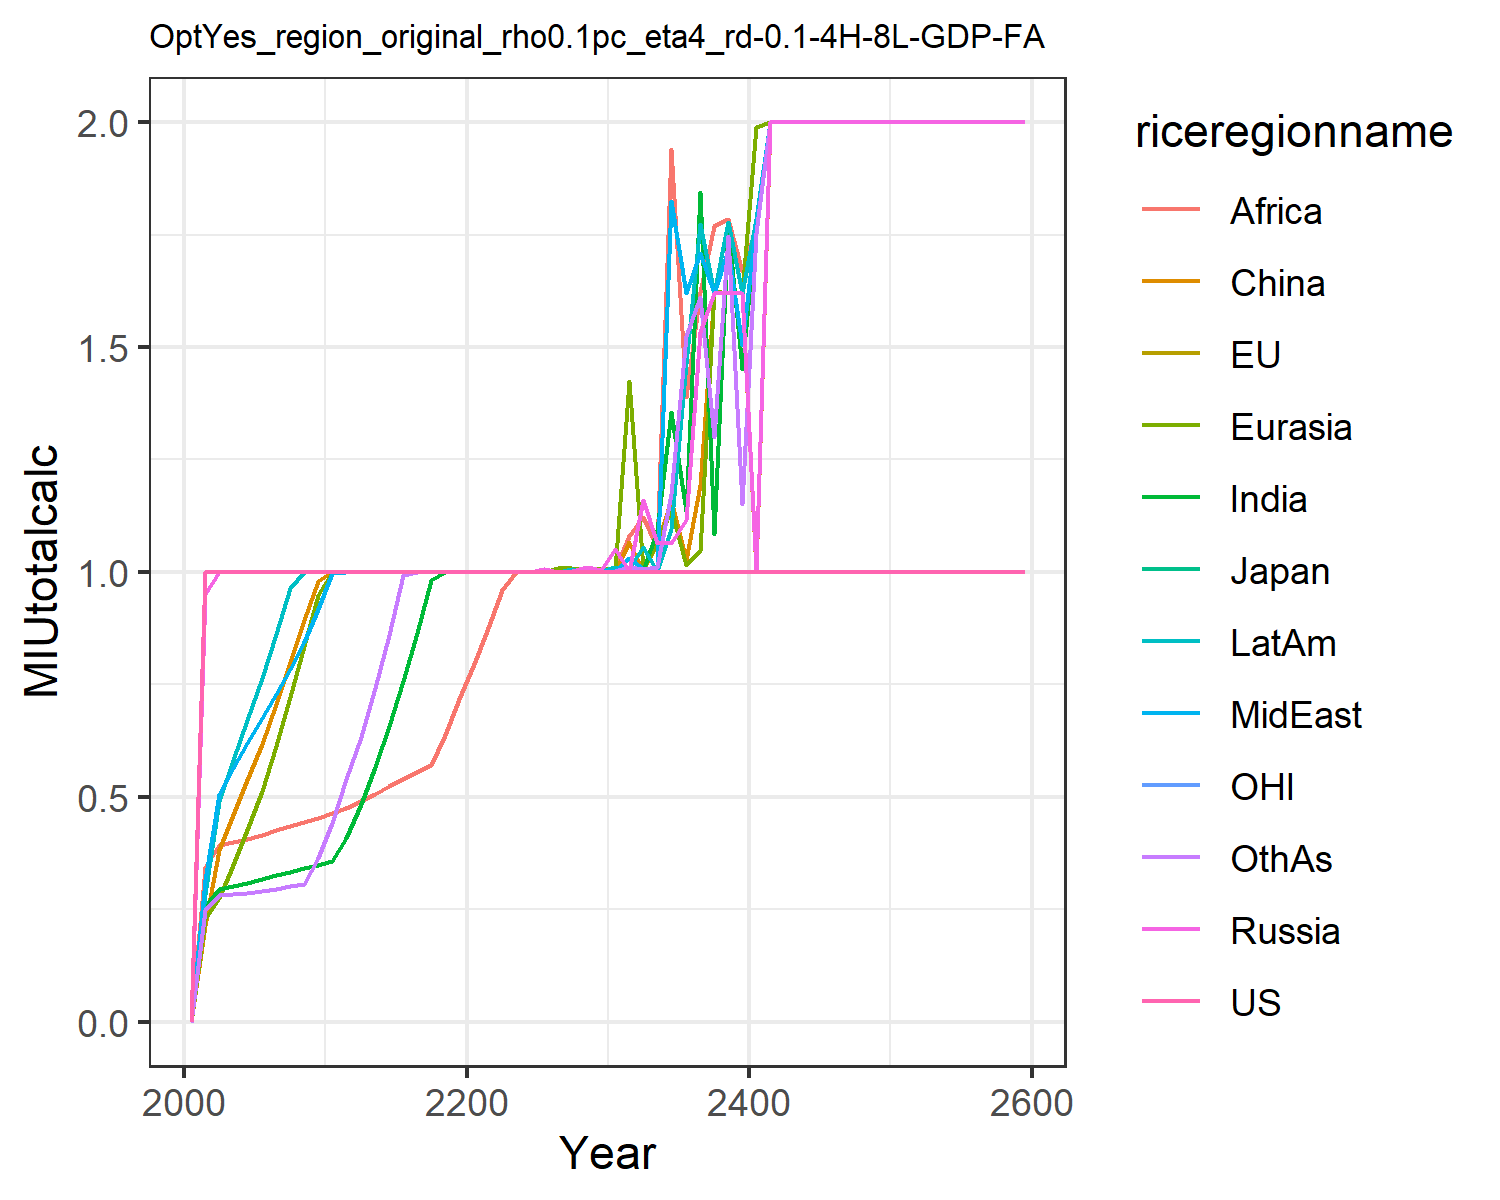 OptYes_region_original_rho0.1pc_eta4_rd-0.1-4H-8L-GDP-FA
2.0
1.5
1.0
0.5
0.0
MIUtotalcalc
2000
2200
2400
2600
Year
riceregionname
Africa
China
EU
Eurasia
India
Japan
LatAm
MidEast
OHI
OthAs
Russia
US